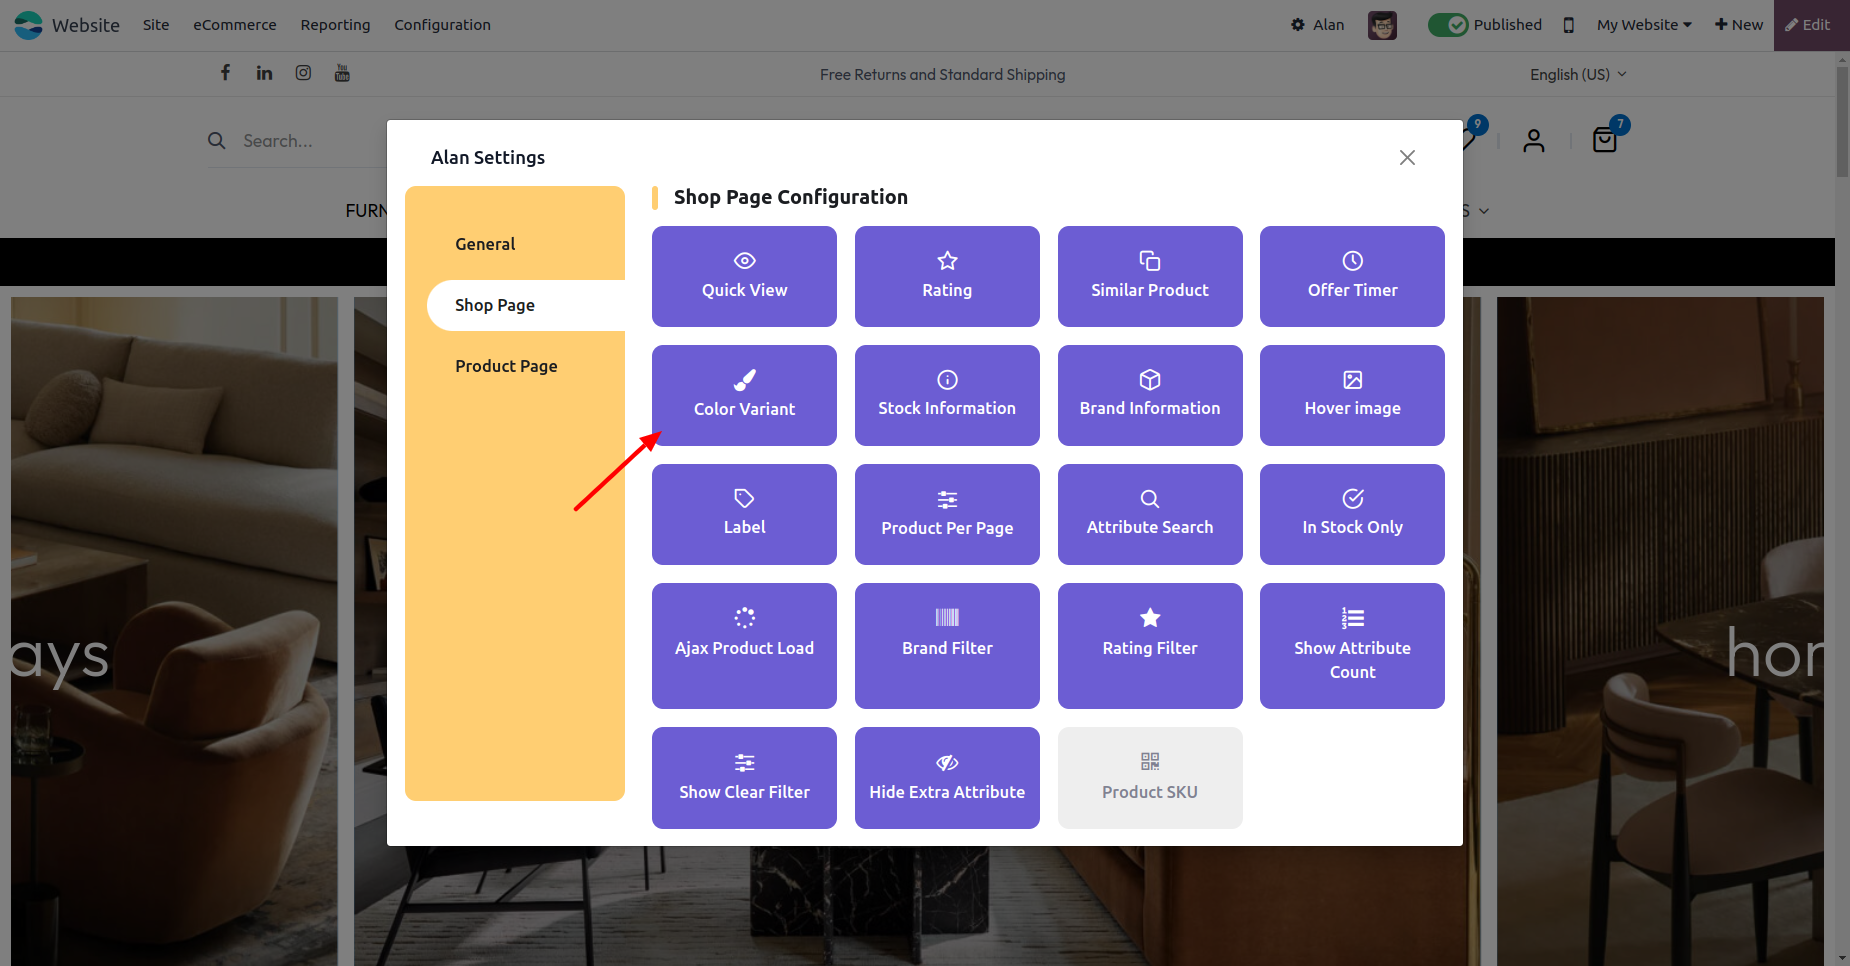 Website Site eCommerce Reporting Configuration Alan Published My Website New Edit
You Tube Free Returns and Standard Shipping English (US)
Search... 9 7
Alan Settings
FURN S
General
Shop Page
Product Page
Shop Page Configuration
Quick View Rating Similar Product Offer Timer
Color Variant Stock Information Brand Information Hover image
Label Product Per Page Attribute Search In Stock Only
Ajax Product Load Brand Filter Rating Filter Show Attribute
Count
Show Clear Filter Hide Extra Attribute Product SKU
ays hom